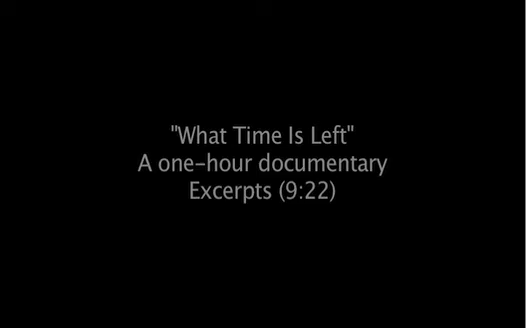 "What Time Is Left"
A one-hour documentary
Excerpts (9:22)